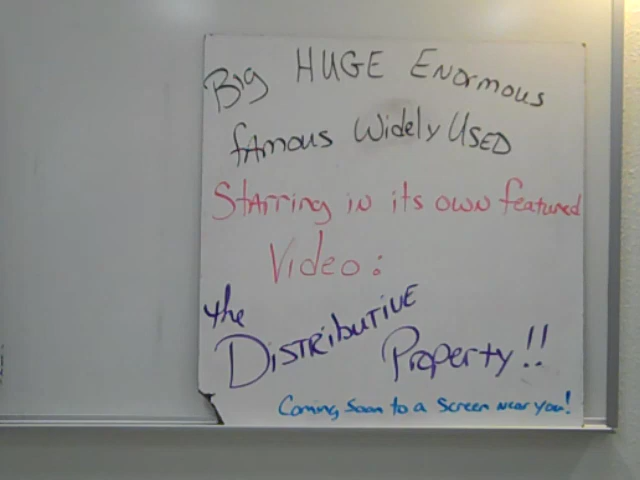 Big HUGE Enormous
famous Widely Used
Starring in its own featured
Video:
the
Distributive
Property!!
Coming Soon to a Screen near you!